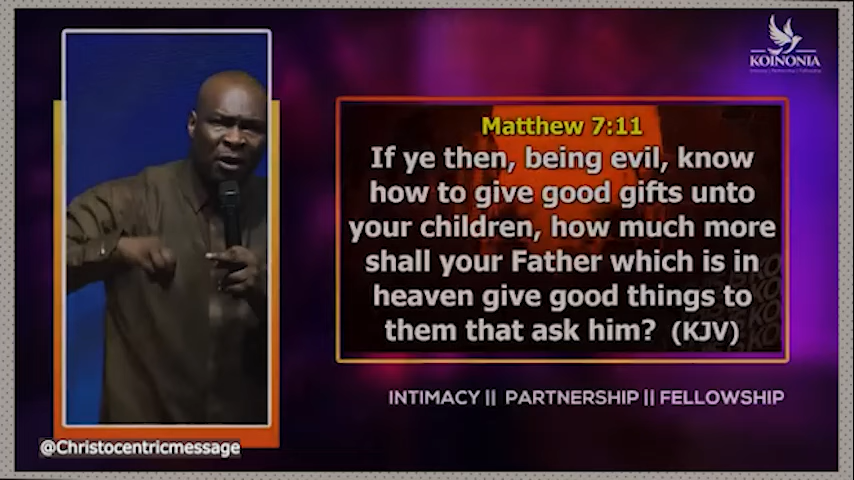 KOINONIA
Matthew 7:11
If ye then, being evil, know
how to give good gifts unto
your children, how much more
shall your Father which is in
heaven give good things to
them that ask him? (KJV)
INTIMACY || PARTNERSHIP || FELLOWSHIP
@Christocentricmessage